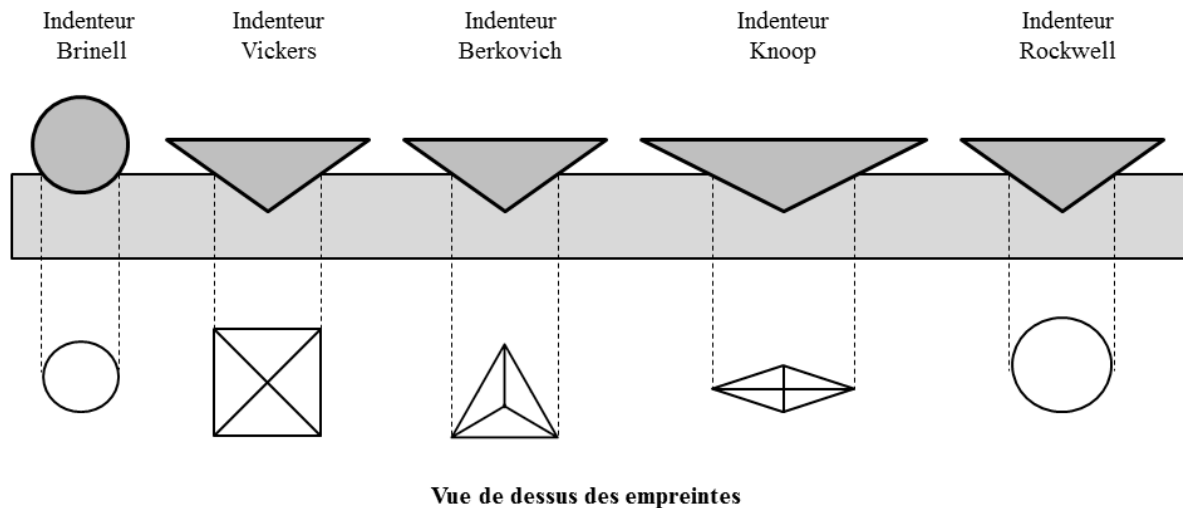 Indenteur
Brinell
Indenteur
Vickers
Indenteur
Berkovich
Indenteur
Knoop
Indenteur
Rockwell
Vue de dessus des empreintes